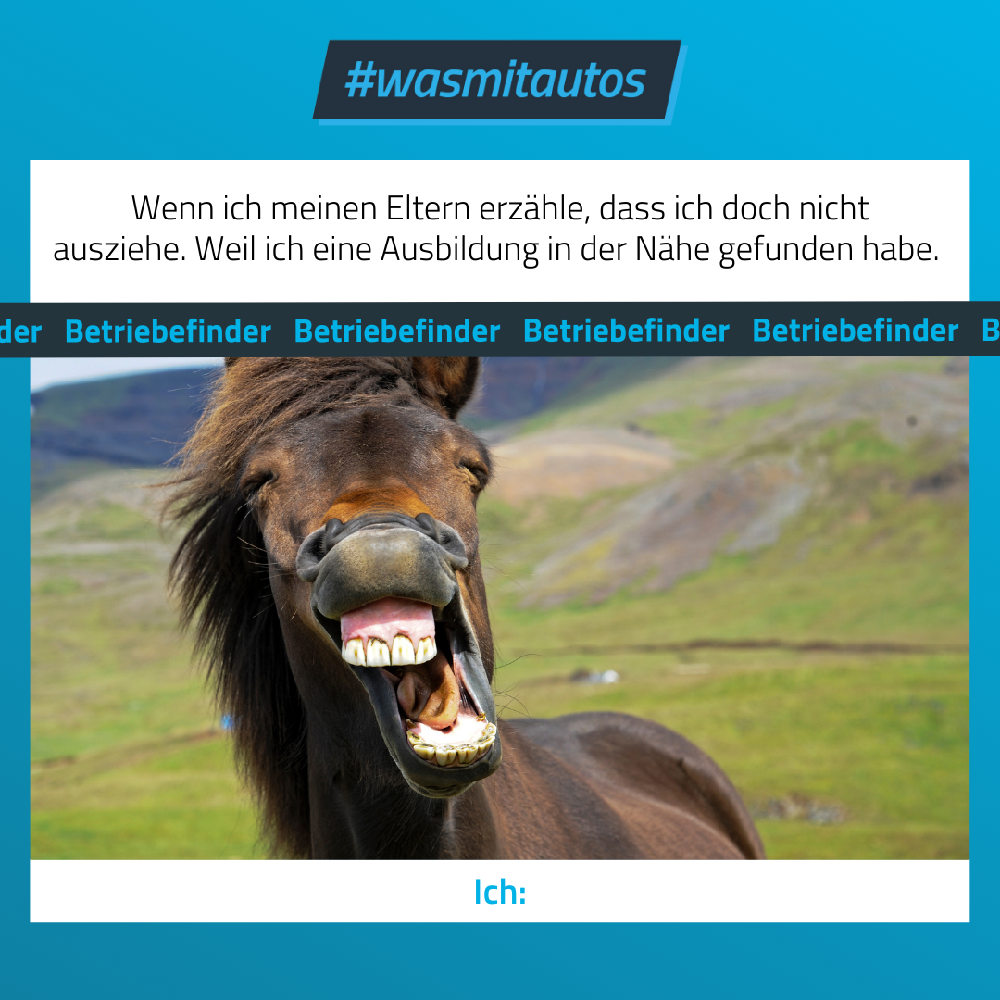 #wasmitautos
Wenn ich meinen Eltern erzähle, dass ich doch nicht
ausziehe. Weil ich eine Ausbildung in der Nähe gefunden habe.
der Betriebefinder Betriebefinder Betriebefinder Betriebefinder B
Ich: